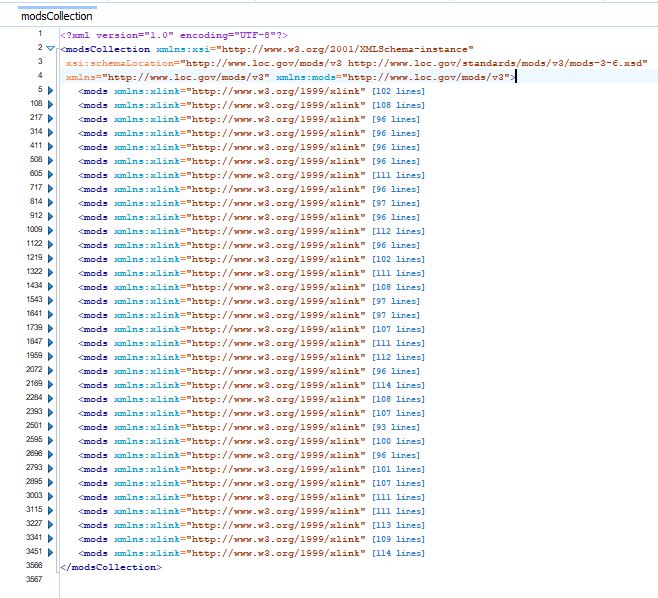 modsCollection
1 <?xml version="1.0" encoding="UTF-8"?>
2 <modsCollection xmlns:xsi="http://www.w3.org/2001/XMLSchema-instance"
3 xsi:schemaLocation="http://www.loc.gov/mods/v3 http://www.loc.gov/standards/mods/v3/mods-3-6.xsd"
4 xmlns="http://www.loc.gov/mods/v3" xmlns:mods="http://www.loc.gov/mods/v3">
5 <mods xmlns:xlink="http://www.w3.org/1999/xlink" [102 lines]
108 <mods xmlns:xlink="http://www.w3.org/1999/xlink" [108 lines]
217 <mods xmlns:xlink="http://www.w3.org/1999/xlink" [96 lines]
314 <mods xmlns:xlink="http://www.w3.org/1999/xlink" [96 lines]
411 <mods xmlns:xlink="http://www.w3.org/1999/xlink" [96 lines]
508 <mods xmlns:xlink="http://www.w3.org/1999/xlink" [96 lines]
605 <mods xmlns:xlink="http://www.w3.org/1999/xlink" [111 lines]
717 <mods xmlns:xlink="http://www.w3.org/1999/xlink" [96 lines]
814 <mods xmlns:xlink="http://www.w3.org/1999/xlink" [97 lines]
912 <mods xmlns:xlink="http://www.w3.org/1999/xlink" [96 lines]
1009 <mods xmlns:xlink="http://www.w3.org/1999/xlink" [112 lines]
1122 <mods xmlns:xlink="http://www.w3.org/1999/xlink" [96 lines]
1219 <mods xmlns:xlink="http://www.w3.org/1999/xlink" [102 lines]
1322 <mods xmlns:xlink="http://www.w3.org/1999/xlink" [111 lines]
1434 <mods xmlns:xlink="http://www.w3.org/1999/xlink" [108 lines]
1543 <mods xmlns:xlink="http://www.w3.org/1999/xlink" [97 lines]
1641 <mods xmlns:xlink="http://www.w3.org/1999/xlink" [97 lines]
1739 <mods xmlns:xlink="http://www.w3.org/1999/xlink" [107 lines]
1847 <mods xmlns:xlink="http://www.w3.org/1999/xlink" [111 lines]
1959 <mods xmlns:xlink="http://www.w3.org/1999/xlink" [112 lines]
2072 <mods xmlns:xlink="http://www.w3.org/1999/xlink" [96 lines]
2169 <mods xmlns:xlink="http://www.w3.org/1999/xlink" [114 lines]
2284 <mods xmlns:xlink="http://www.w3.org/1999/xlink" [108 lines]
2393 <mods xmlns:xlink="http://www.w3.org/1999/xlink" [107 lines]
2501 <mods xmlns:xlink="http://www.w3.org/1999/xlink" [93 lines]
2595 <mods xmlns:xlink="http://www.w3.org/1999/xlink" [100 lines]
2696 <mods xmlns:xlink="http://www.w3.org/1999/xlink" [96 lines]
2793 <mods xmlns:xlink="http://www.w3.org/1999/xlink" [101 lines]
2895 <mods xmlns:xlink="http://www.w3.org/1999/xlink" [107 lines]
3003 <mods xmlns:xlink="http://www.w3.org/1999/xlink" [111 lines]
3115 <mods xmlns:xlink="http://www.w3.org/1999/xlink" [111 lines]
3227 <mods xmlns:xlink="http://www.w3.org/1999/xlink" [113 lines]
3341 <mods xmlns:xlink="http://www.w3.org/1999/xlink" [109 lines]
3451 <mods xmlns:xlink="http://www.w3.org/1999/xlink" [114 lines]
3566 </modsCollection>
3567